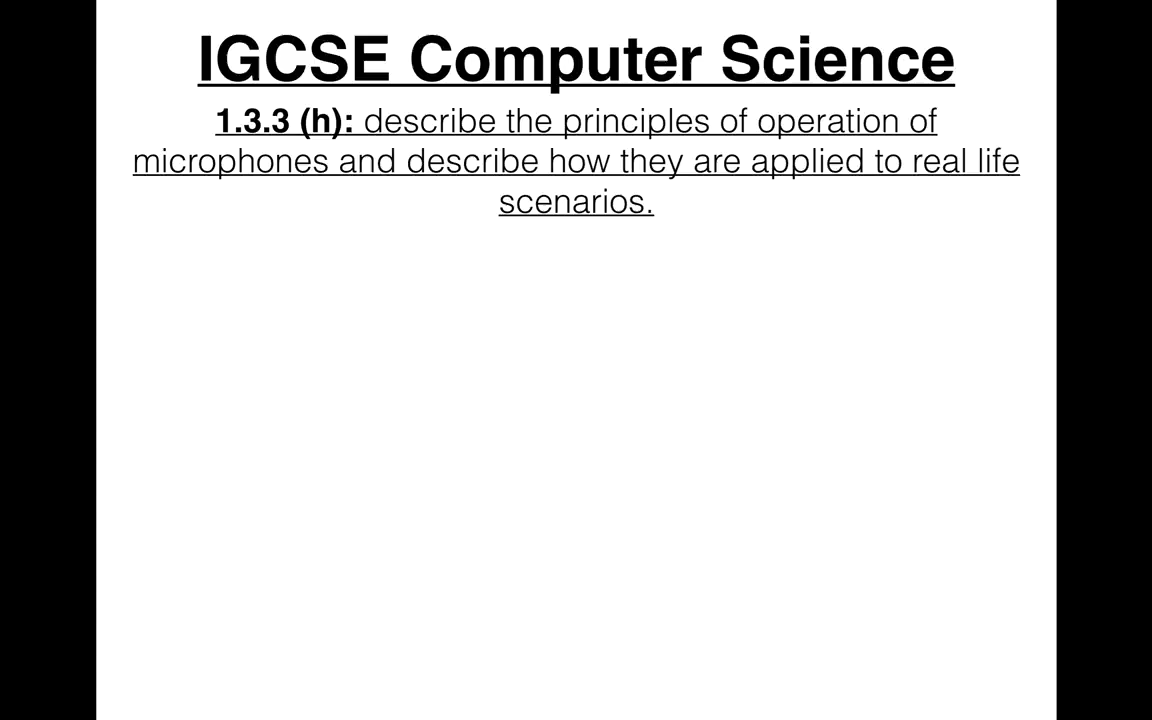 IGCSE Computer Science
1.3.3 (h): describe the principles of operation of
microphones and describe how they are applied to real life
scenarios.